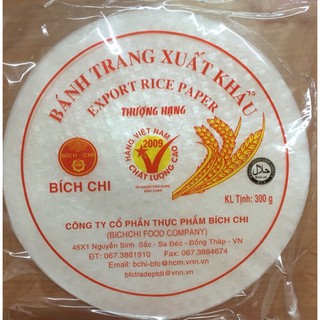 BÁNH TRANG XUẤT KHẨU
EXPORT RICE PAPER
THƯỢNG HẠNG
HÀNG VIỆT NAM
2009
CHẤT LƯỢNG CAO
BÍCH - CHI
BÍCH CHI
KL Tịnh: 300 g
CÔNG TY CỔ PHẦN THỰC PHẨM BÍCH CHI
(BICHCHI FOOD COMPANY)
45X1 Nguyễn Sinh Sắc - Sa Đéc - Đồng Tháp - VN
ĐT: 067.3861910 Fax: 067.3864674
Email: bchi-bfc@hcm.vnn.vn
bfctradeptdt@vnn.vn